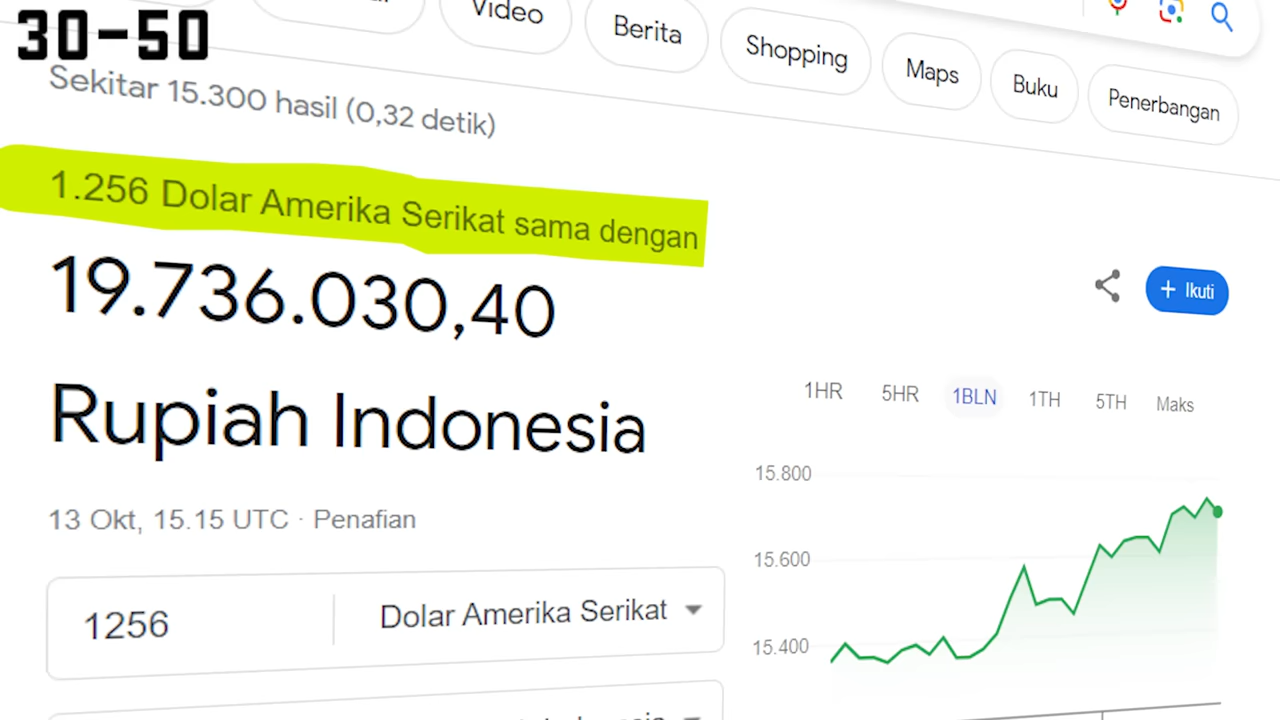 30-50
Video
Berita
Shopping
Maps
Buku
Penerbangan
Sekitar 15.300 hasil (0,32 detik)
1.256 Dolar Amerika Serikat sama dengan
19.736.030,40
Rupiah Indonesia
13 Okt, 15.15 UTC · Penafian
+ Ikuti
1HR 5HR 1BLN 1TH 5TH Maks
15.800
15.600
15.400
1256 Dolar Amerika Serikat